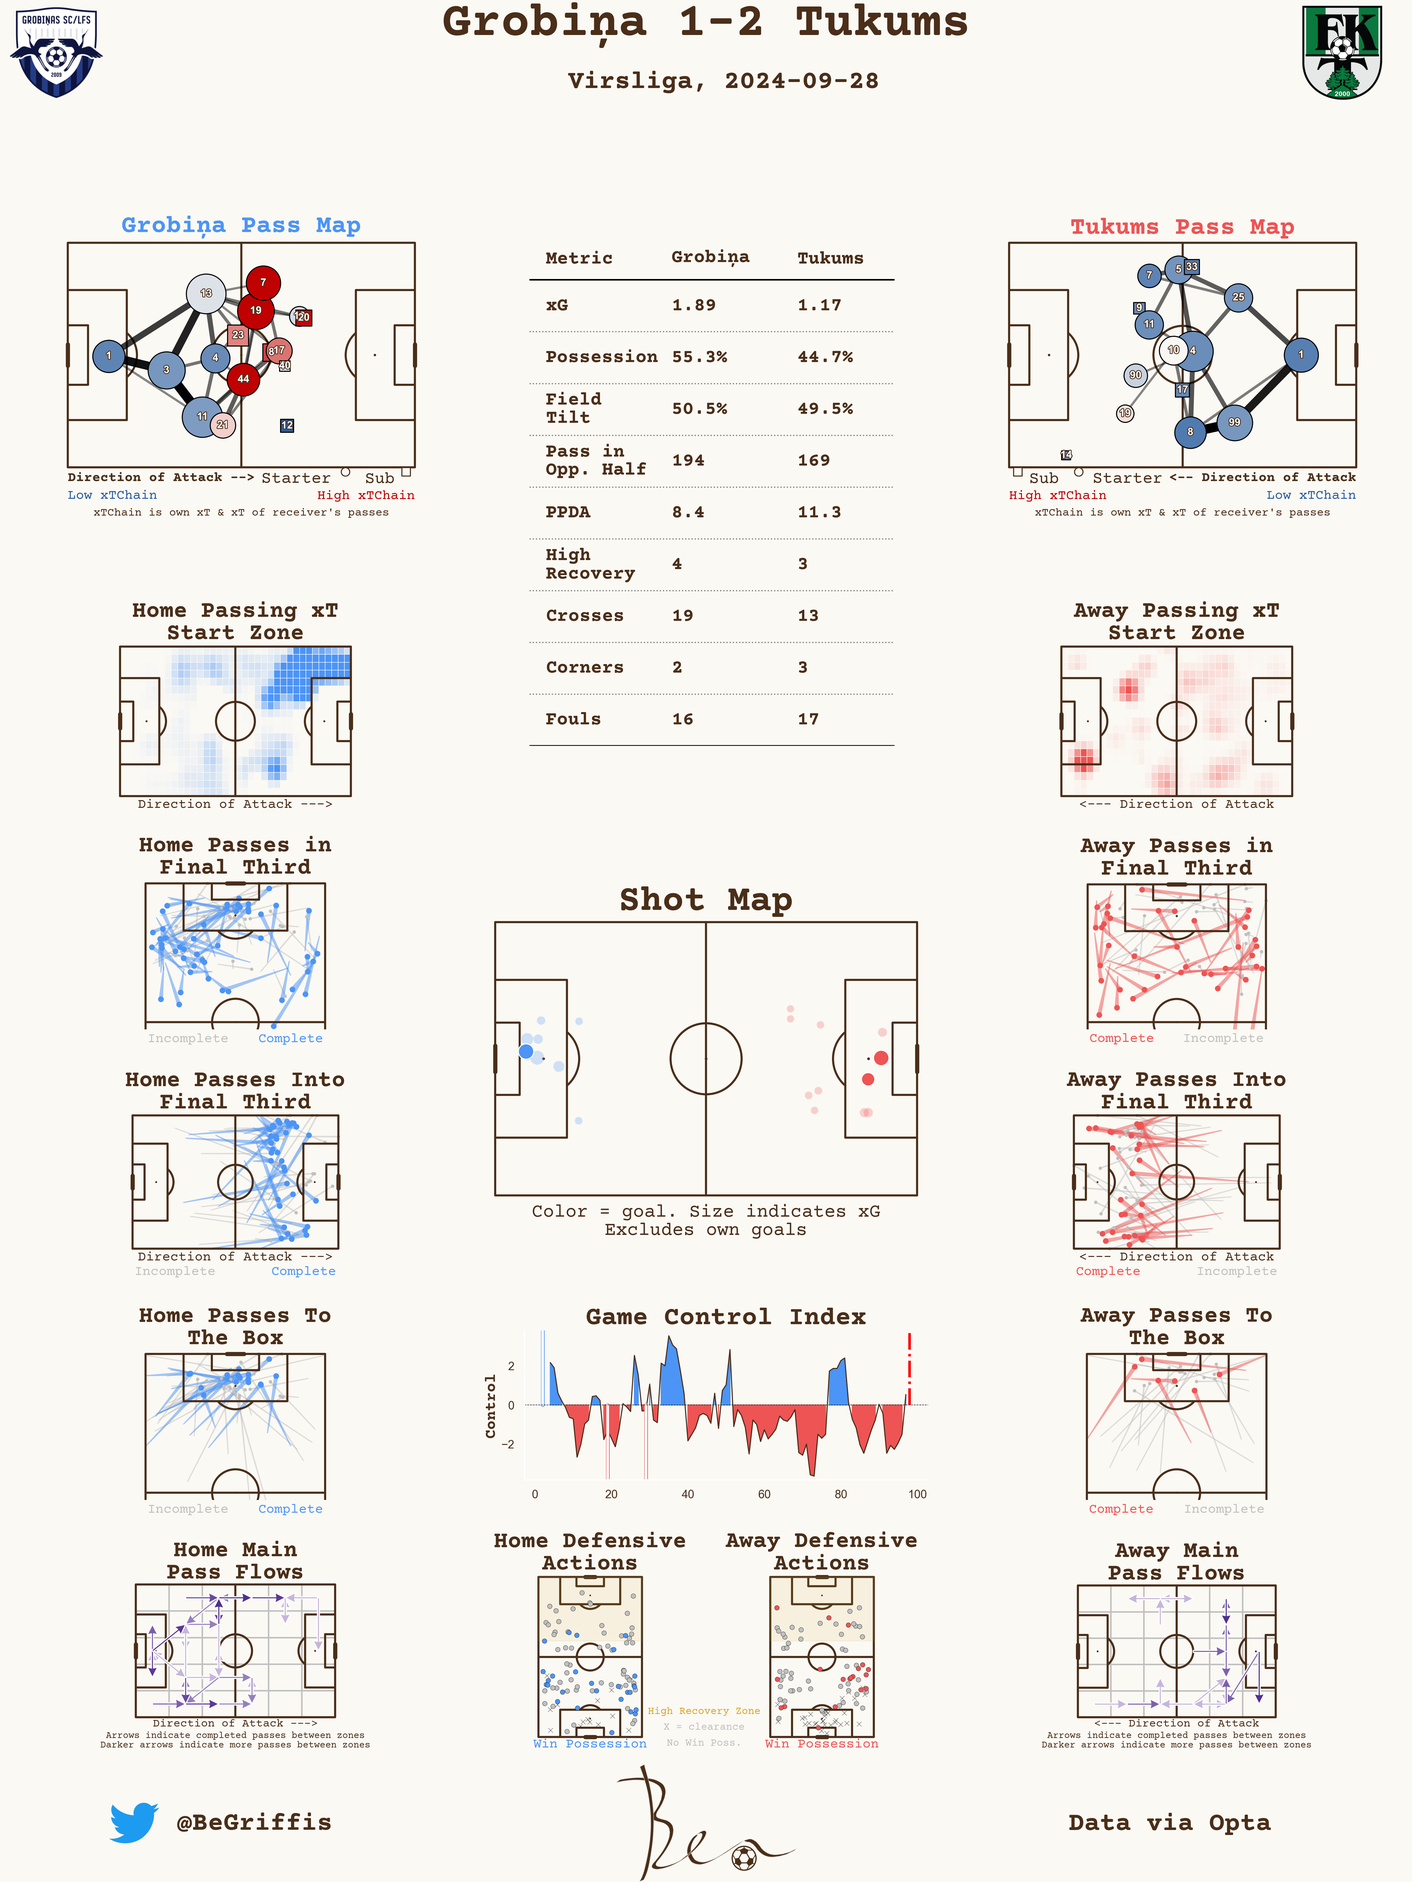 Grobiņa 1-2 Tukums
Virsliga, 2024-09-28
GROBIŅAS SC/LFS
2009
FK
2000
Grobiņa Pass Map
7
13
19
20
23
17
1
4
40
3
44
11
21
12
Direction of Attack --> Starter Sub
Low xTChain High xTChain
xTChain is own xT & xT of receiver's passes
Metric Grobiņa Tukums
xG 1.89 1.17
Possession 55.3% 44.7%
Field
Tilt 50.5% 49.5%
Pass in
Opp. Half 194 169
PPDA 8.4 11.3
High
Recovery 4 3
Crosses 19 13
Corners 2 3
Fouls 16 17
Tukums Pass Map
7 5 33
25
9
11
10 4 1
90
17
19
8 99
14
Sub Starter <-- Direction of Attack
High xTChain Low xTChain
xTChain is own xT & xT of receiver's passes
Home Passing xT
Start Zone
Direction of Attack --->
Away Passing xT
Start Zone
<--- Direction of Attack
Home Passes in
Final Third
Incomplete Complete
Away Passes in
Final Third
Complete Incomplete
Shot Map
Color = goal. Size indicates xG
Excludes own goals
Home Passes Into
Final Third
Direction of Attack --->
Incomplete Complete
Away Passes Into
Final Third
<--- Direction of Attack
Complete Incomplete
Home Passes To
The Box
Incomplete Complete
Game Control Index
Control
2
0
−2
0 20 40 60 80 100
Away Passes To
The Box
Complete Incomplete
Home Main
Pass Flows
Direction of Attack --->
Arrows indicate completed passes between zones
Darker arrows indicate more passes between zones
Home Defensive
Actions
Win Possession
High Recovery Zone
X = clearance
No Win Poss.
Away Defensive
Actions
Win Possession
Away Main
Pass Flows
<--- Direction of Attack
Arrows indicate completed passes between zones
Darker arrows indicate more passes between zones
@BeGriffis
Ben
Data via Opta